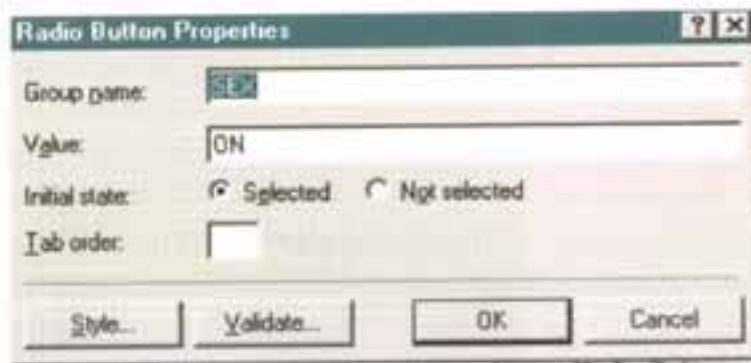 Radio Button Properties ? ×
Group name: SEX
Value: ON
Initial state: Selected Not selected
Tab order:
Style... Validate... OK Cancel